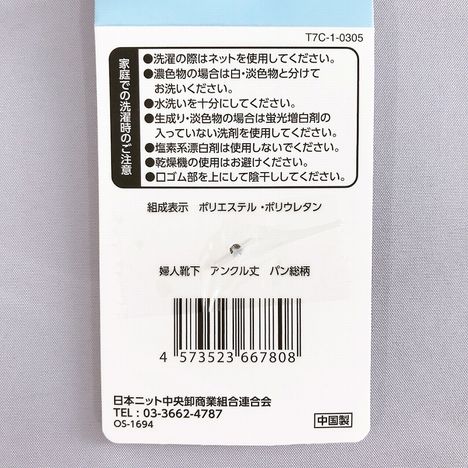 T7C-1-0305
家庭での洗濯時のご注意
●洗濯の際はネットを使用してください。
●濃色物の場合は白・淡色物と分けて
お洗いください。
●水洗いを十分にしてください。
●生成り・淡色物の場合は蛍光増白剤の
入っていない洗剤を使用してください。
●塩素系漂白剤は使用しないでください。
●乾燥機の使用はお避けください。
●口ゴム部を上にして陰干ししてください。
組成表示 ポリエステル・ポリウレタン
婦人靴下 アンクル丈 パン総柄
4 573523 667808
日本ニット中央卸商業組合連合会
TEL : 03-3662-4787
OS-1694
中国製